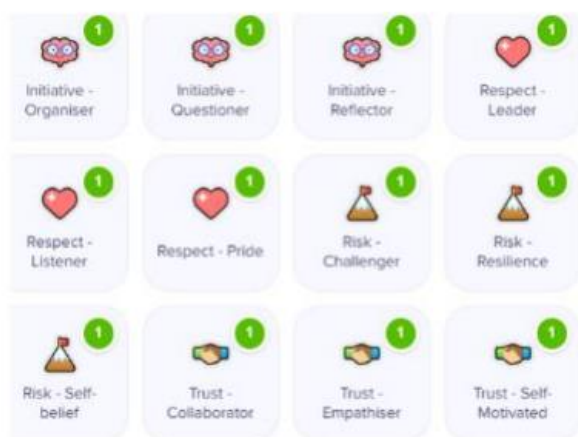 1
1
1
1
Initiative -
Organiser
Initiative -
Questioner
Initiative -
Reflector
Respect -
Leader
1
1
1
1
Respect -
Listener
Respect - Pride
Risk -
Challenger
Risk -
Resilience
1
1
1
1
Risk - Self-
belief
Trust -
Collaborator
Trust -
Empathiser
Trust - Self-
Motivated